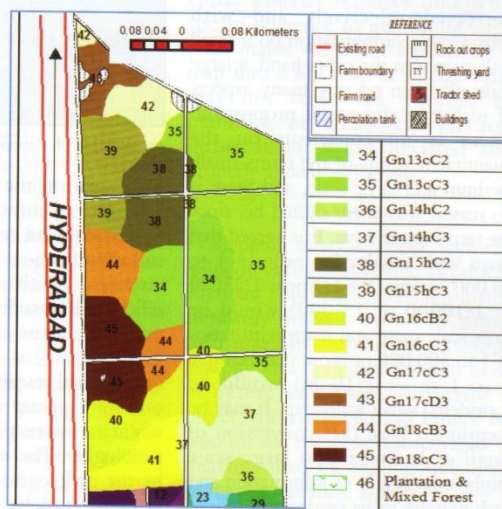 0.08 0.04 0 0.08 Kilometers
42
43
42
35
35
39
38
38
39
38
38
44
34
34
35
45
44
40
35
44
45
40
40
37
37
41
36
12
23
29
HYDERABAD
REFERENCE
Existing road
Rock out crops
Farm boundary
TY
Threshing yard
Farm road
Tractor shed
Percolation tank
Buildings
34 Gn13cC2
35 Gn13cC3
36 Gn14hC2
37 Gn14hC3
38 Gn15hC2
39 Gn15hC3
40 Gn16cB2
41 Gn16cC3
42 Gn17cC3
43 Gn17cD3
44 Gn18cB3
45 Gn18cC3
46 Plantation &
Mixed Forest